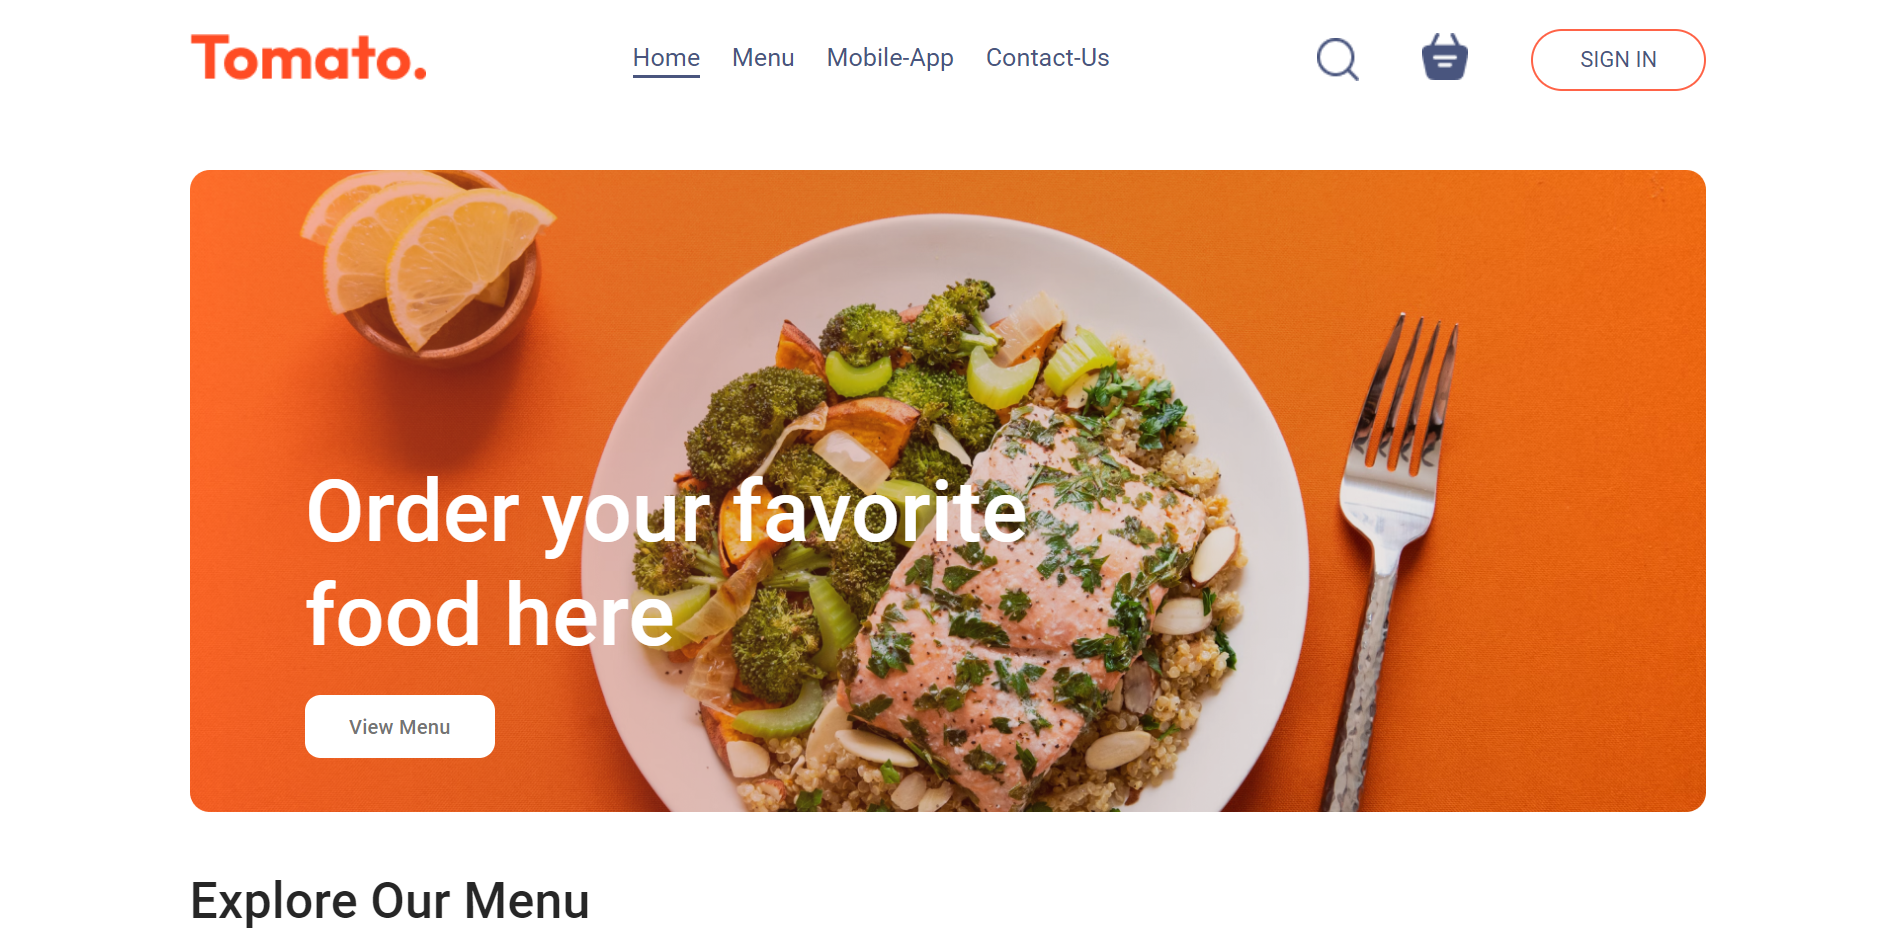 Tomato.
Home Menu Mobile-App Contact-Us
SIGN IN
Order your favorite
food here
View Menu
Explore Our Menu